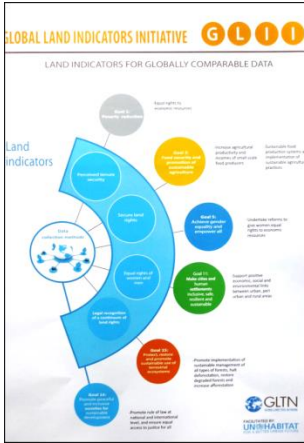 GLOBAL LAND INDICATORS INITIATIVE GLII
LAND INDICATORS FOR GLOBALLY COMPARABLE DATA
Land
indicators
Equal rights to
economic resources
Goal 2:
Food security and
promotion of
sustainable
agriculture
Increase agricultural
productivity and
incomes of small scale
food producers
Sustainable food
production systems
implementation of
sustainable agricultural
practices
Perceived tenure
security
Secure land
rights
Data
collection methods
Goal 5:
Achieve gender
equality and
empower all
Undertake reforms to
give women equal
rights to economic
resources
Equal rights of
women and
men
Goal 11:
Make cities and
human
settlements
inclusive, safe,
resilient and
sustainable
Support positive
economic, social and
environmental links
between urban, peri
urban and rural areas
Legal recognition
of a continuum of
land rights
Goal 15:
Protect, restore
and promote
sustainable use of
terrestrial
ecosystems
Promote implementation of
sustainable management of
all types of forests, halt
deforestation, restore
degraded forests and
increase afforestation
Goal 16:
Promote peaceful
and inclusive
societies for
sustainable
development
Promote rule of law at
national and international
level, and ensure equal
access to justice for all
GLTN
FACILITATED BY
UN HABITAT